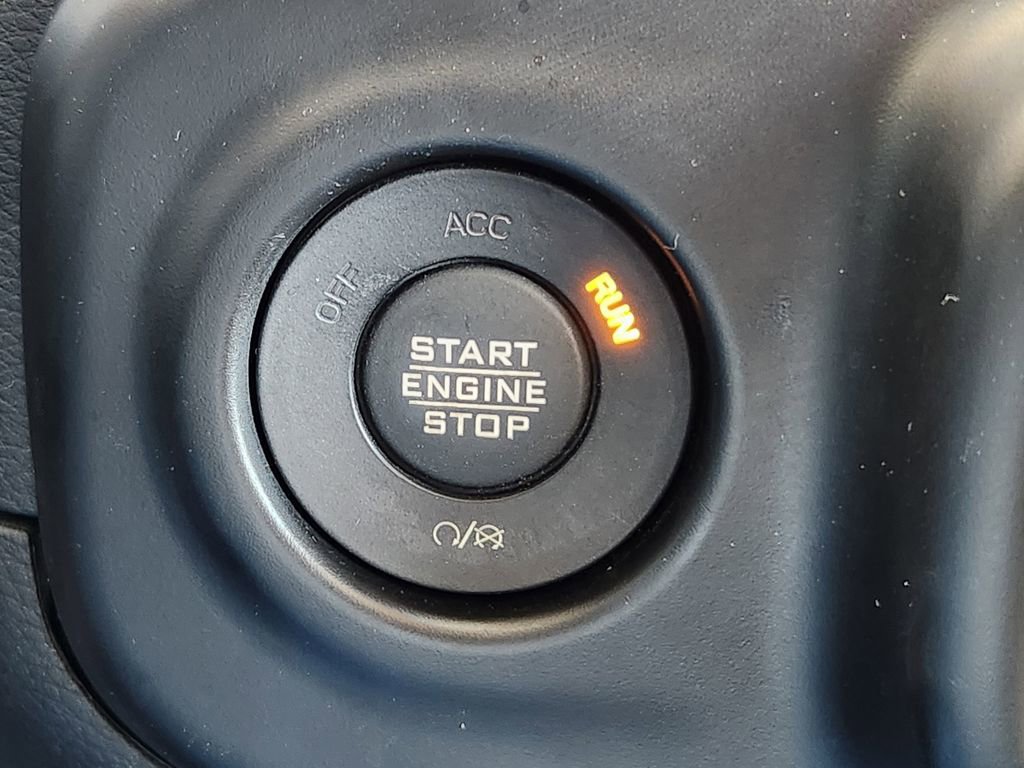 ACC
OFF
RUN
START
ENGINE
STOP